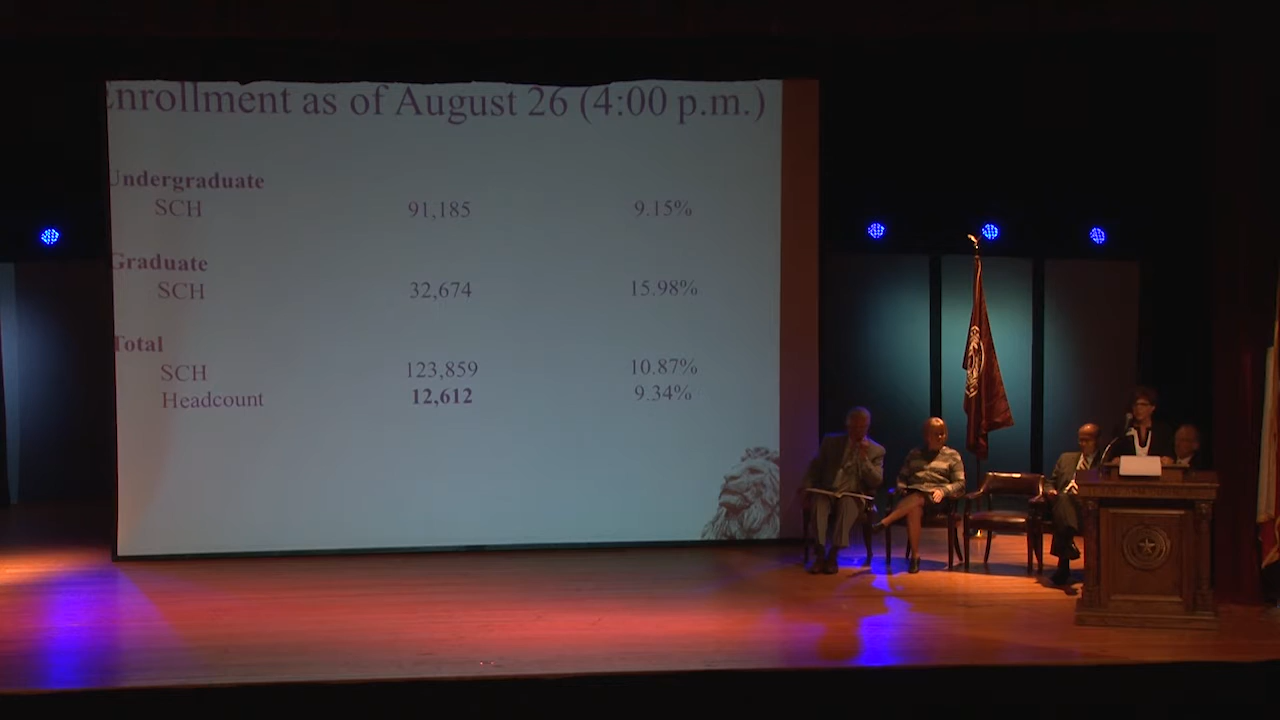 Enrollment as of August 26 (4:00 p.m.)
Undergraduate
SCH 91,185 9.15%
Graduate
SCH 32,674 15.98%
Total
SCH 123,859 10.87%
Headcount 12,612 9.34%